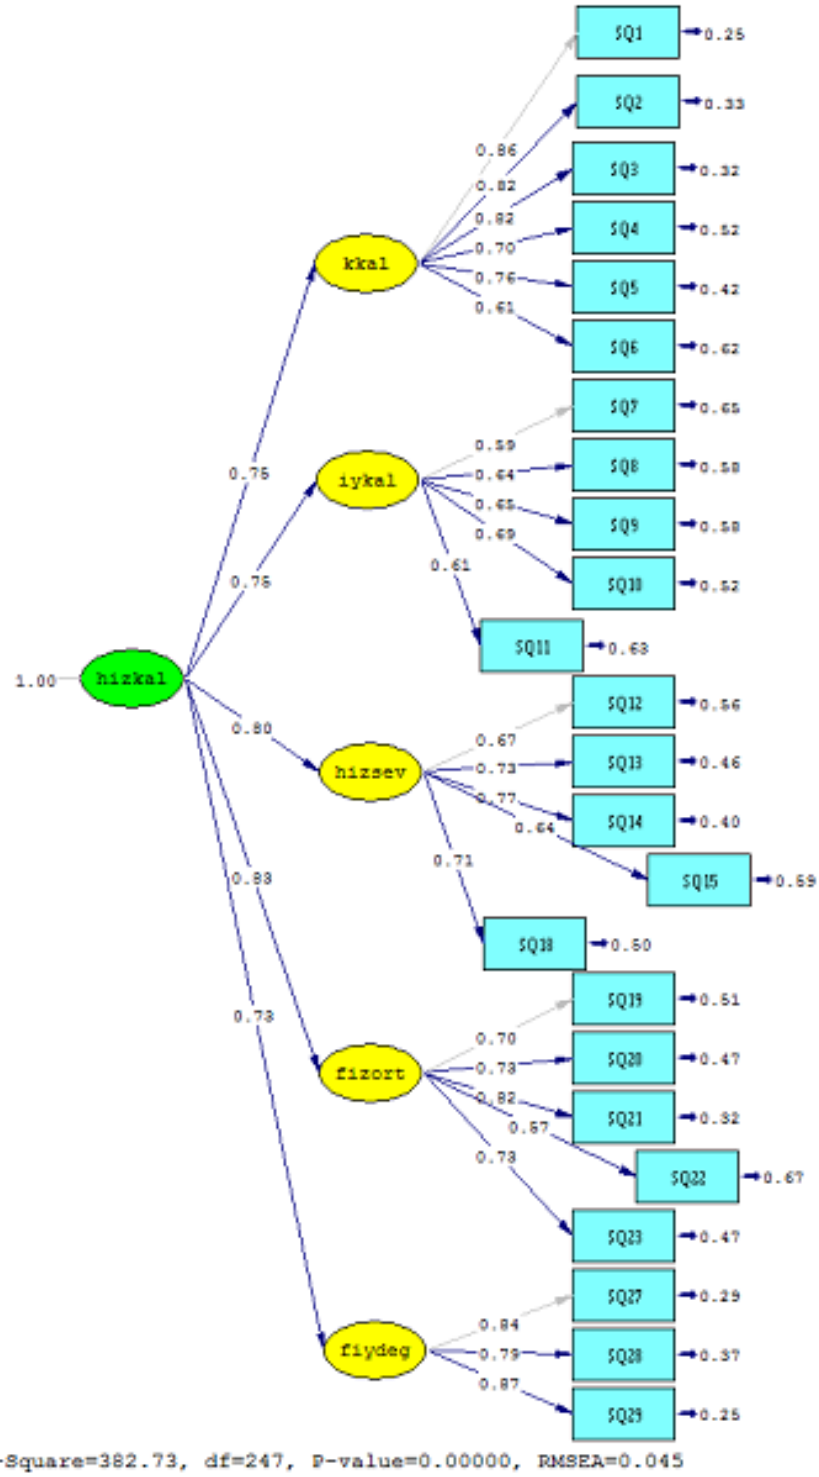 SQ1 0.25
SQ2 0.33
0.86
SQ3 0.32
0.82
0.82
SQ4 0.52
0.70
kkal
0.76
SQ5 0.42
0.61
SQ6 0.62
SQ7 0.65
0.59
SQ8 0.58
0.75
0.64
iykal
0.65
SQ9 0.58
0.69
0.61
0.75
SQ10 0.52
SQ11 0.63
1.00 hizkal
SQ12 0.56
0.80
0.67
SQ13 0.46
hizsev
0.73
0.77
SQ14 0.40
0.64
0.71
0.83
SQ15 0.59
SQ18 0.50
SQ19 0.51
0.73
0.70
SQ20 0.47
0.73
fizort
0.82
SQ21 0.32
0.57
0.73
SQ22 0.67
SQ23 0.47
SQ27 0.29
0.84
fiydeg
0.79
SQ28 0.37
0.87
SQ29 0.25
-Square=382.73, df=247, P-value=0.00000, RMSEA=0.045